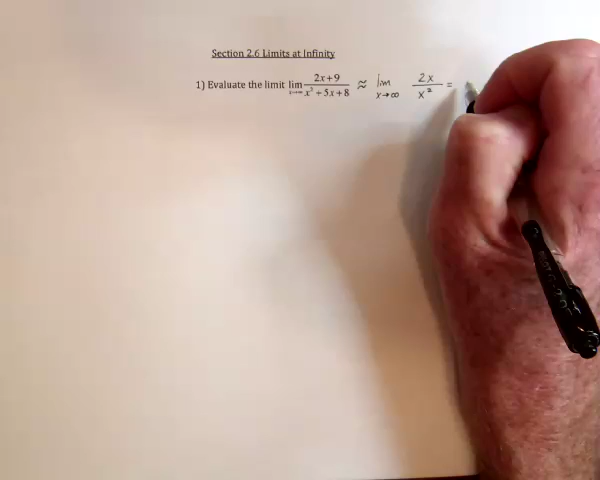 Section 2.6 Limits at Infinity
1) Evaluate the limit lim x→∞ (2x+9)/(x²+5x+8) ≈ lim x→∞ 2x/x² =